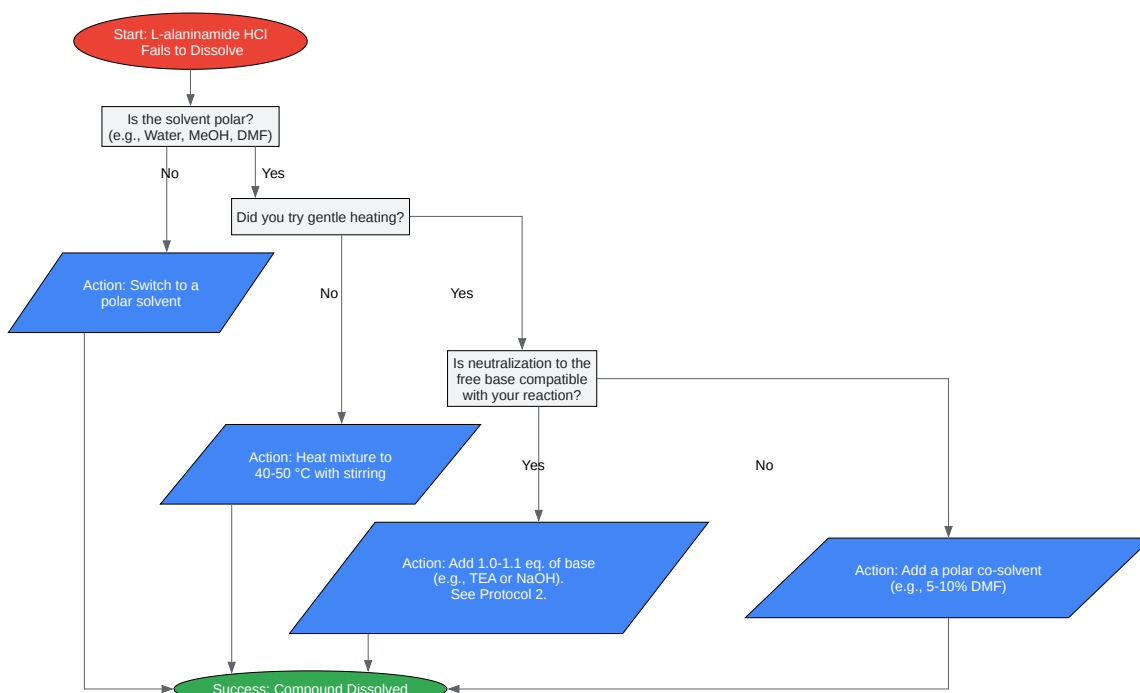 Start: L-alaninamide HCl
Fails to Dissolve
Is the solvent polar?
(e.g., Water, MeOH, DMF)
No
Yes
Did you try gentle heating?
Action: Switch to a
polar solvent
No
Yes
Is neutralization to the
free base compatible
with your reaction?
Action: Heat mixture to
40-50 °C with stirring
Yes
No
Action: Add 1.0-1.1 eq. of base
(e.g., TEA or NaOH).
See Protocol 2.
Action: Add a polar co-solvent
(e.g., 5-10% DMF)
Success: Compound Dissolved